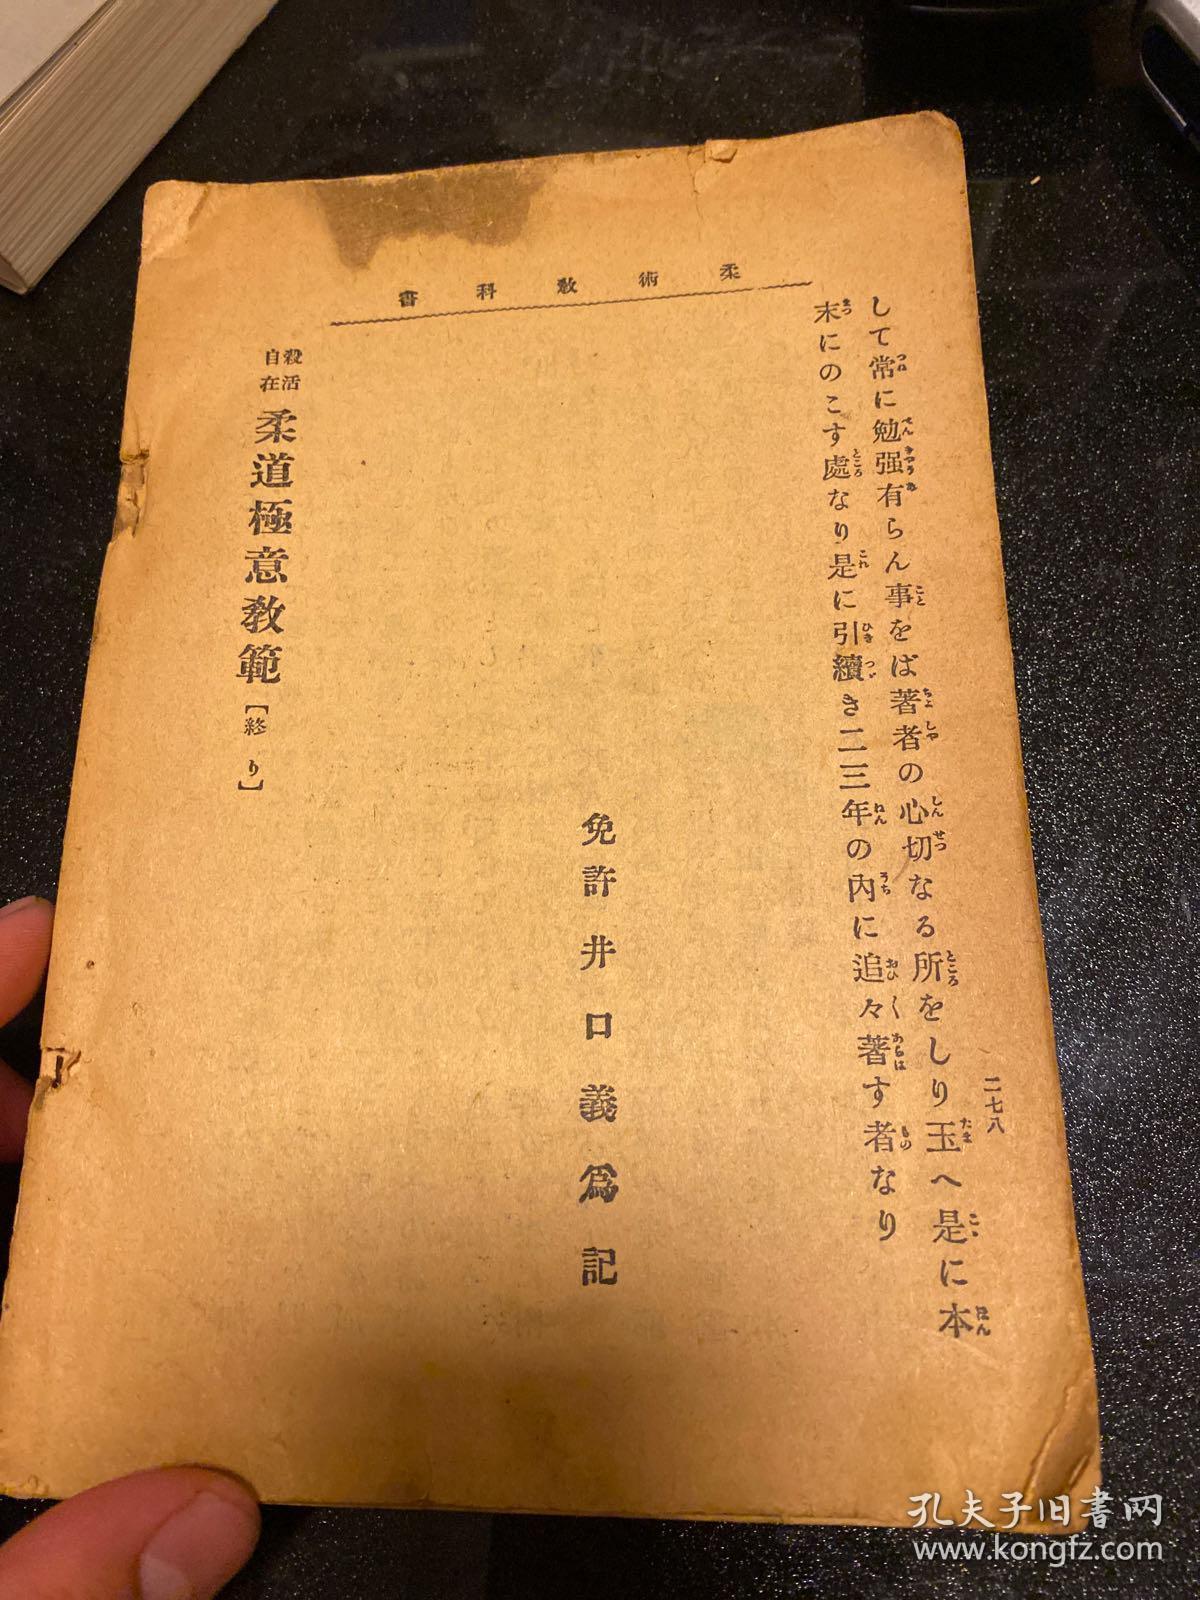 柔術教科書
二七八
して常に勉强有らん事をば著者の心切なる所をしり玉へ是に本
末にのこす處なり是に引續き二三年の內に追々著す者なり
免許井口義爲記
殺活自在
柔道極意教範【終り】
孔夫子旧书网
www.kongfz.com